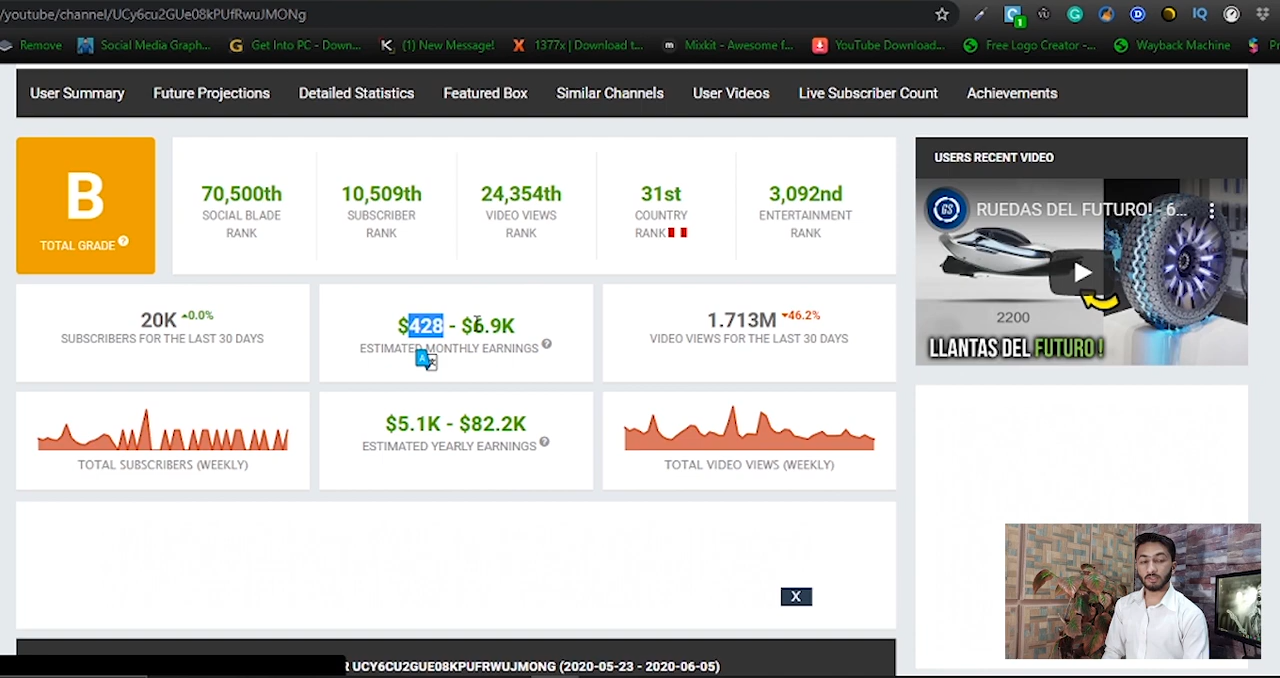 /youtube/channel/UCy6cu2GUe08kPUfRwuJMONg
1
IQ
Remove
Social Media Graph...
Get Into PC - Down...
(1) New Message!
1377x | Download t...
Mixkit - Awesome f...
YouTube Download...
Free Logo Creator -...
Wayback Machine
User Summary
Future Projections
Detailed Statistics
Featured Box
Similar Channels
User Videos
Live Subscriber Count
Achievements
B
TOTAL GRADE
70,500th
SOCIAL BLADE
RANK
10,509th
SUBSCRIBER
RANK
24,354th
VIDEO VIEWS
RANK
31st
COUNTRY
RANK
3,092nd
ENTERTAINMENT
RANK
USERS RECENT VIDEO
GS
RUEDAS DEL FUTURO! - 6...
2200
LLANTAS DEL FUTURO !
20K 0.0%
SUBSCRIBERS FOR THE LAST 30 DAYS
$428 - $6.9K
ESTIMATED MONTHLY EARNINGS
1.713M 46.2%
VIDEO VIEWS FOR THE LAST 30 DAYS
TOTAL SUBSCRIBERS (WEEKLY)
$5.1K - $82.2K
ESTIMATED YEARLY EARNINGS
TOTAL VIDEO VIEWS (WEEKLY)
X
R UCY6CU2GUE08KPUFRWUJMONG (2020-05-23 - 2020-06-05)